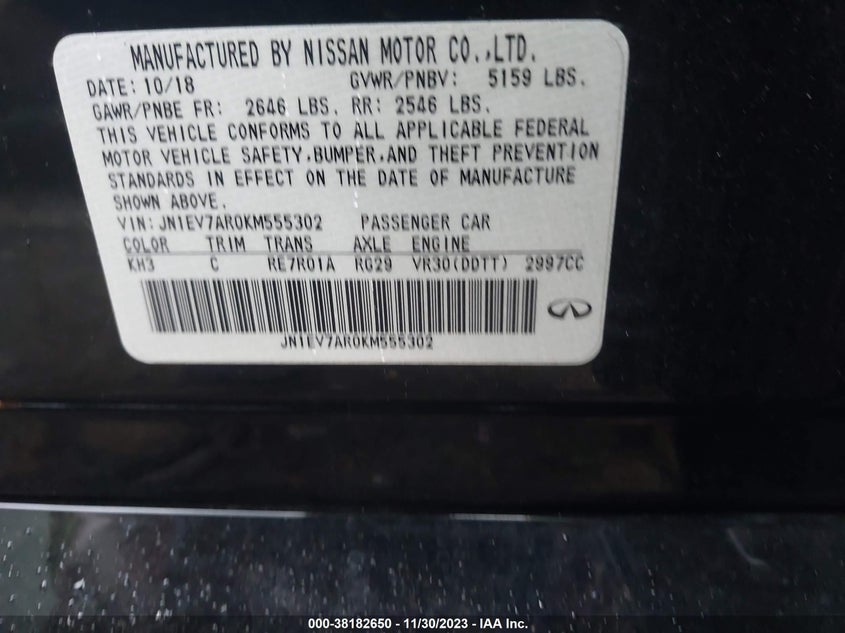 MANUFACTURED BY NISSAN MOTOR CO.,LTD.
DATE: 10/18 GVWR/PNBV: 5159 LBS.
GAWR/PNBE FR: 2646 LBS. RR: 2546 LBS.
THIS VEHICLE CONFORMS TO ALL APPLICABLE FEDERAL
MOTOR VEHICLE SAFETY,BUMPER,AND THEFT PREVENTION
STANDARDS IN EFFECT ON THE DATE OF MANUFACTURE
SHOWN ABOVE.
VIN: JN1EV7AR0KM555302 PASSENGER CAR
COLOR TRIM TRANS AXLE ENGINE
KH3 C RE7R01A RG29 VR30(DDTT) 2997CC
JN1EV7AR0KM555302
000-38182650 - 11/30/2023 - IAA Inc.